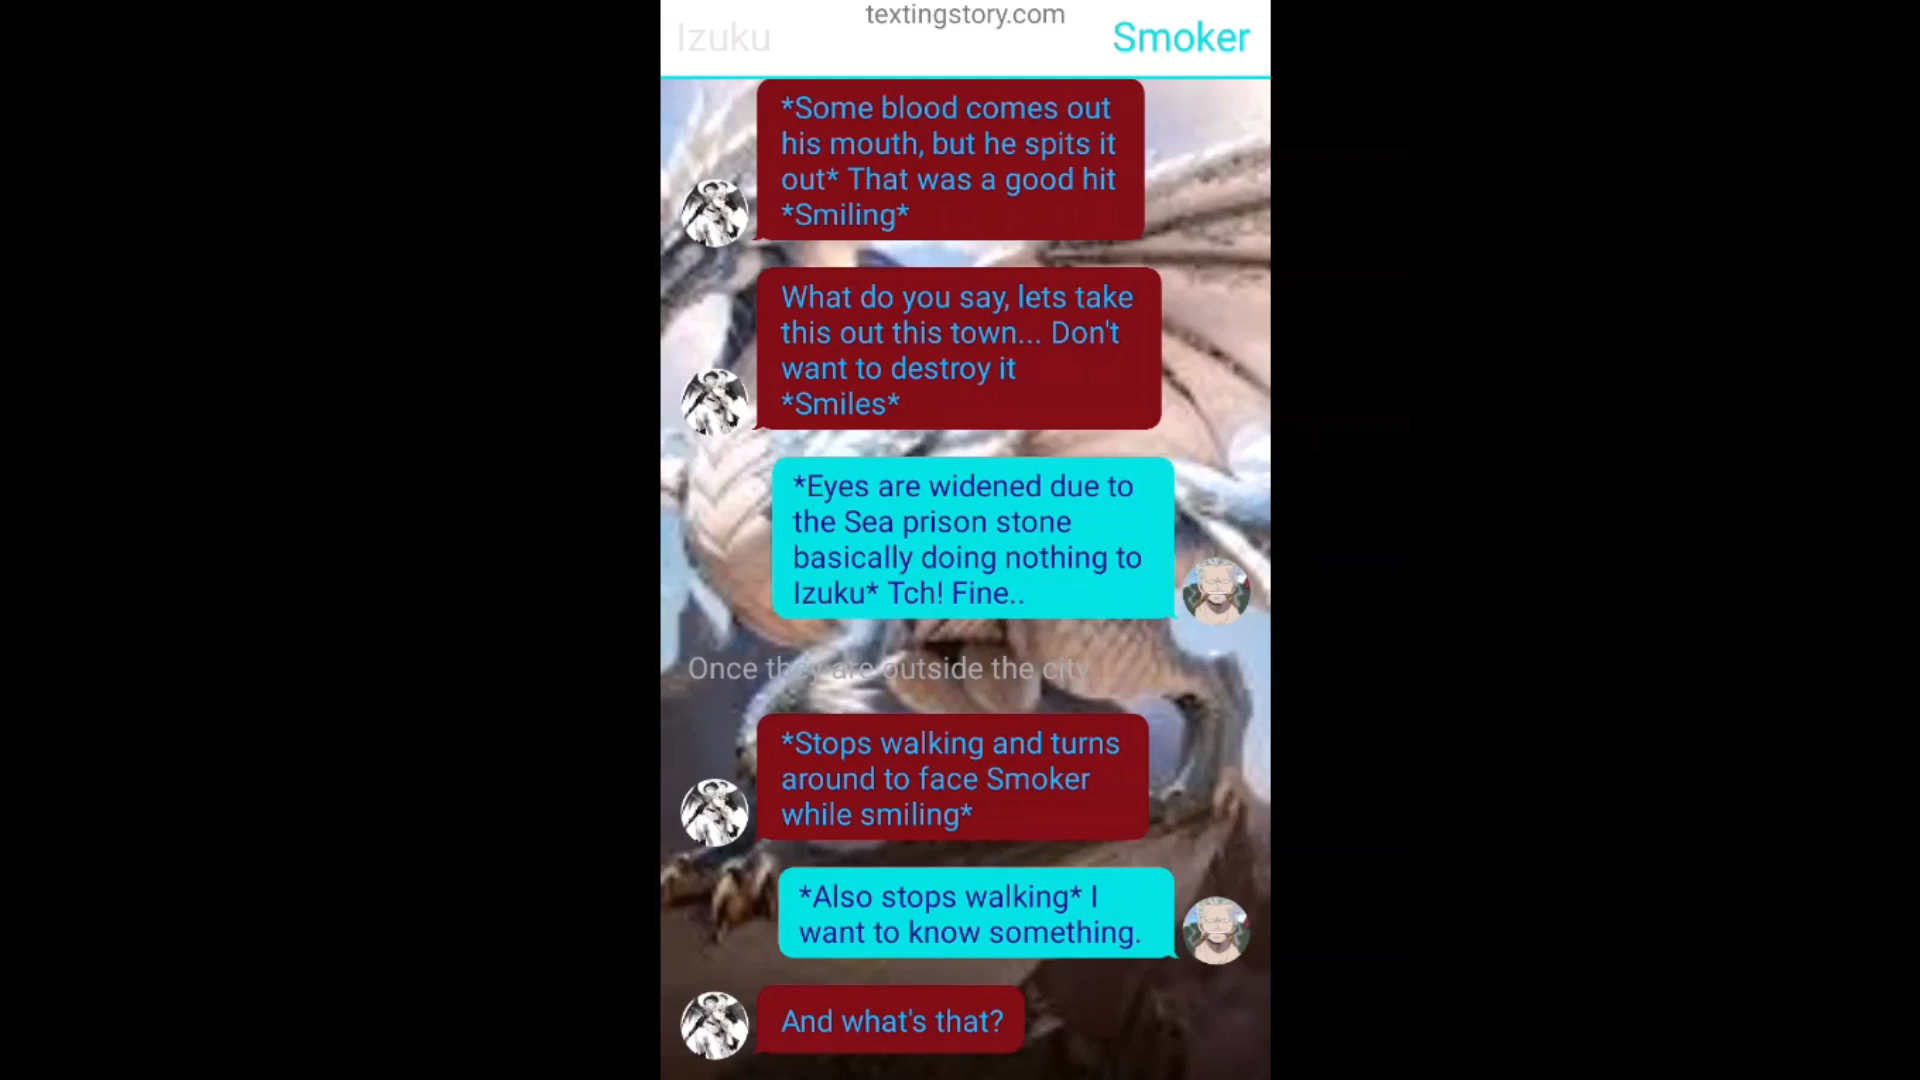 textingstory.com
Izuku
Smoker
*Some blood comes out
his mouth, but he spits it
out* That was a good hit
*Smiling*
What do you say, lets take
this out this town... Don't
want to destroy it
*Smiles*
*Eyes are widened due to
the Sea prison stone
basically doing nothing to
Izuku* Tch! Fine..
Once they are outside the city
*Stops walking and turns
around to face Smoker
while smiling*
*Also stops walking* I
want to know something.
And what's that?